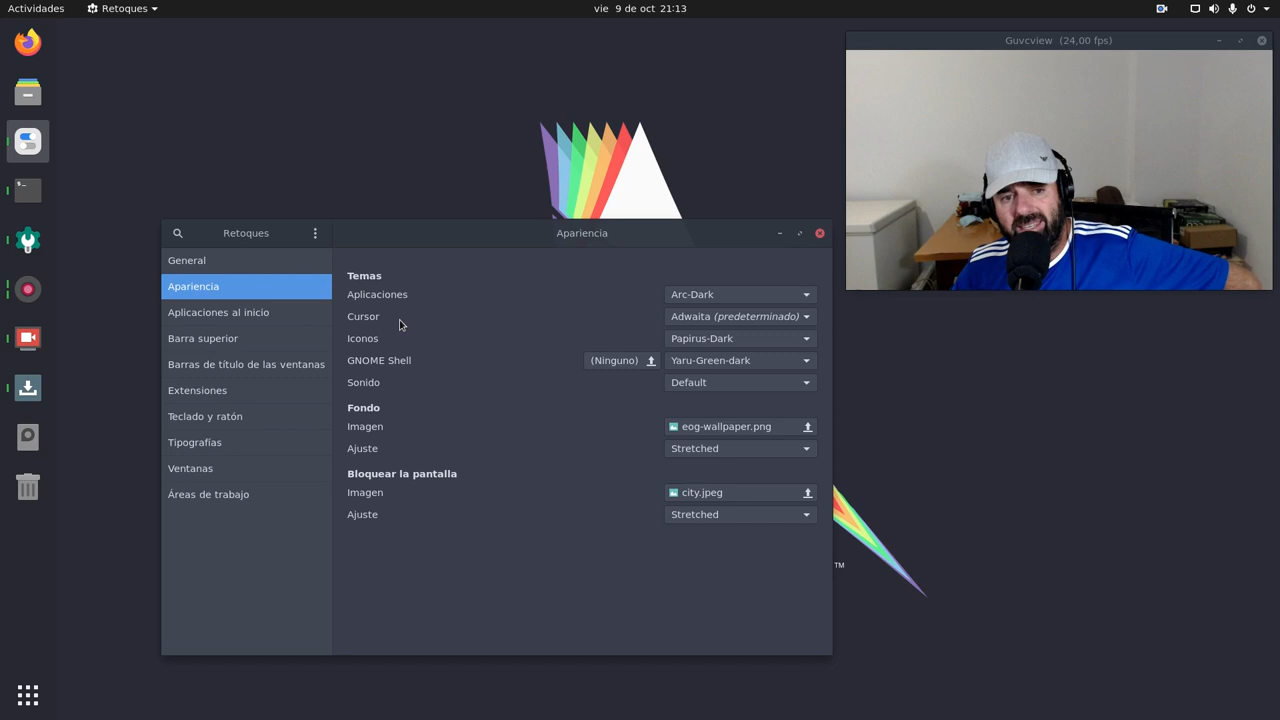 Actividades Retoques vie 9 de oct 21:13
Guvcview (24,00 fps)
Retoques Apariencia
General
Apariencia
Aplicaciones al inicio
Barra superior
Barras de título de las ventanas
Extensiones
Teclado y ratón
Tipografías
Ventanas
Áreas de trabajo
Temas
Aplicaciones Arc-Dark
Cursor Adwaita (predeterminado)
Iconos Papirus-Dark
GNOME Shell (Ninguno) Yaru-Green-dark
Sonido Default
Fondo
Imagen eog-wallpaper.png
Ajuste Stretched
Bloquear la pantalla
Imagen city.jpeg
Ajuste Stretched
TM